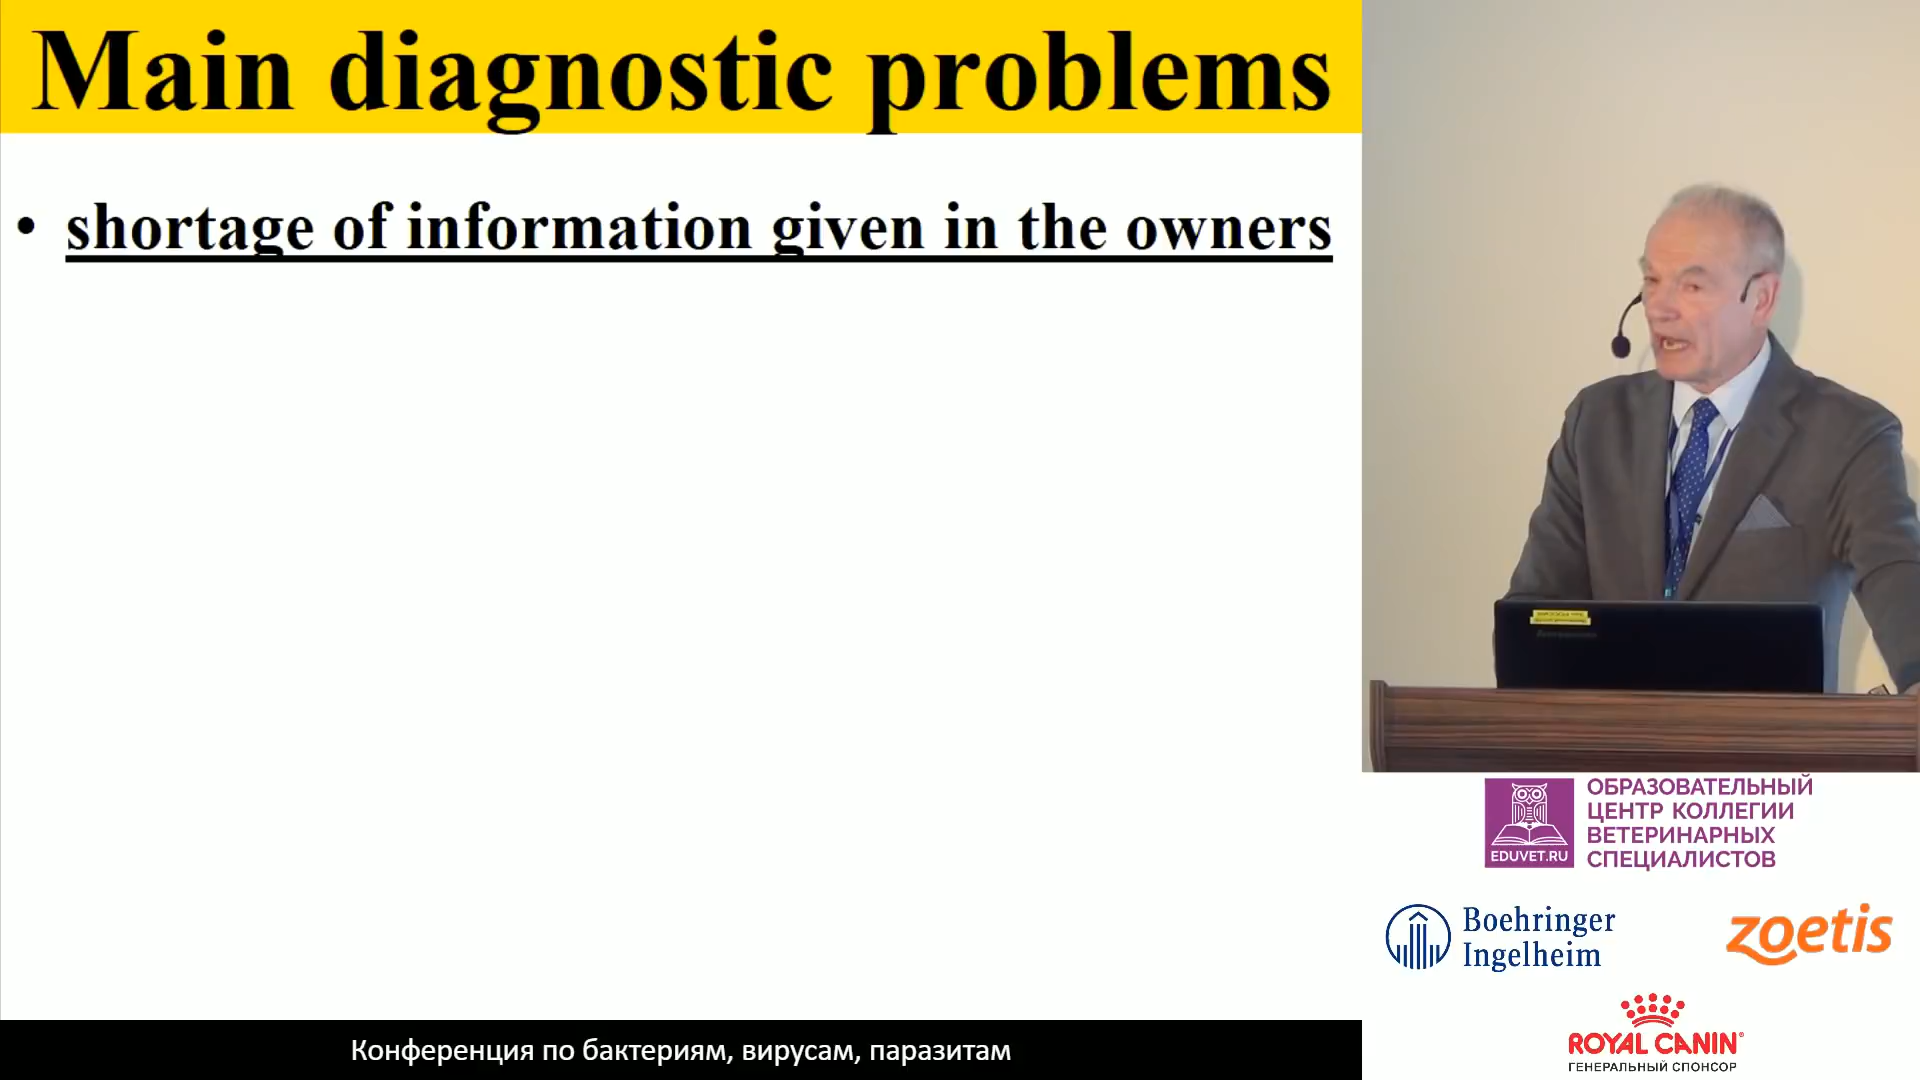 Main diagnostic problems
• shortage of information given in the owners
ОБРАЗОВАТЕЛЬНЫЙ
ЦЕНТР КОЛЛЕГИИ
ВЕТЕРИНАРНЫХ
СПЕЦИАЛИСТОВ
EDUVET.RU
Boehringer
Ingelheim
zoetis
ROYAL CANIN
ГЕНЕРАЛЬНЫЙ СПОНСОР
Конференция по бактериям, вирусам, паразитам